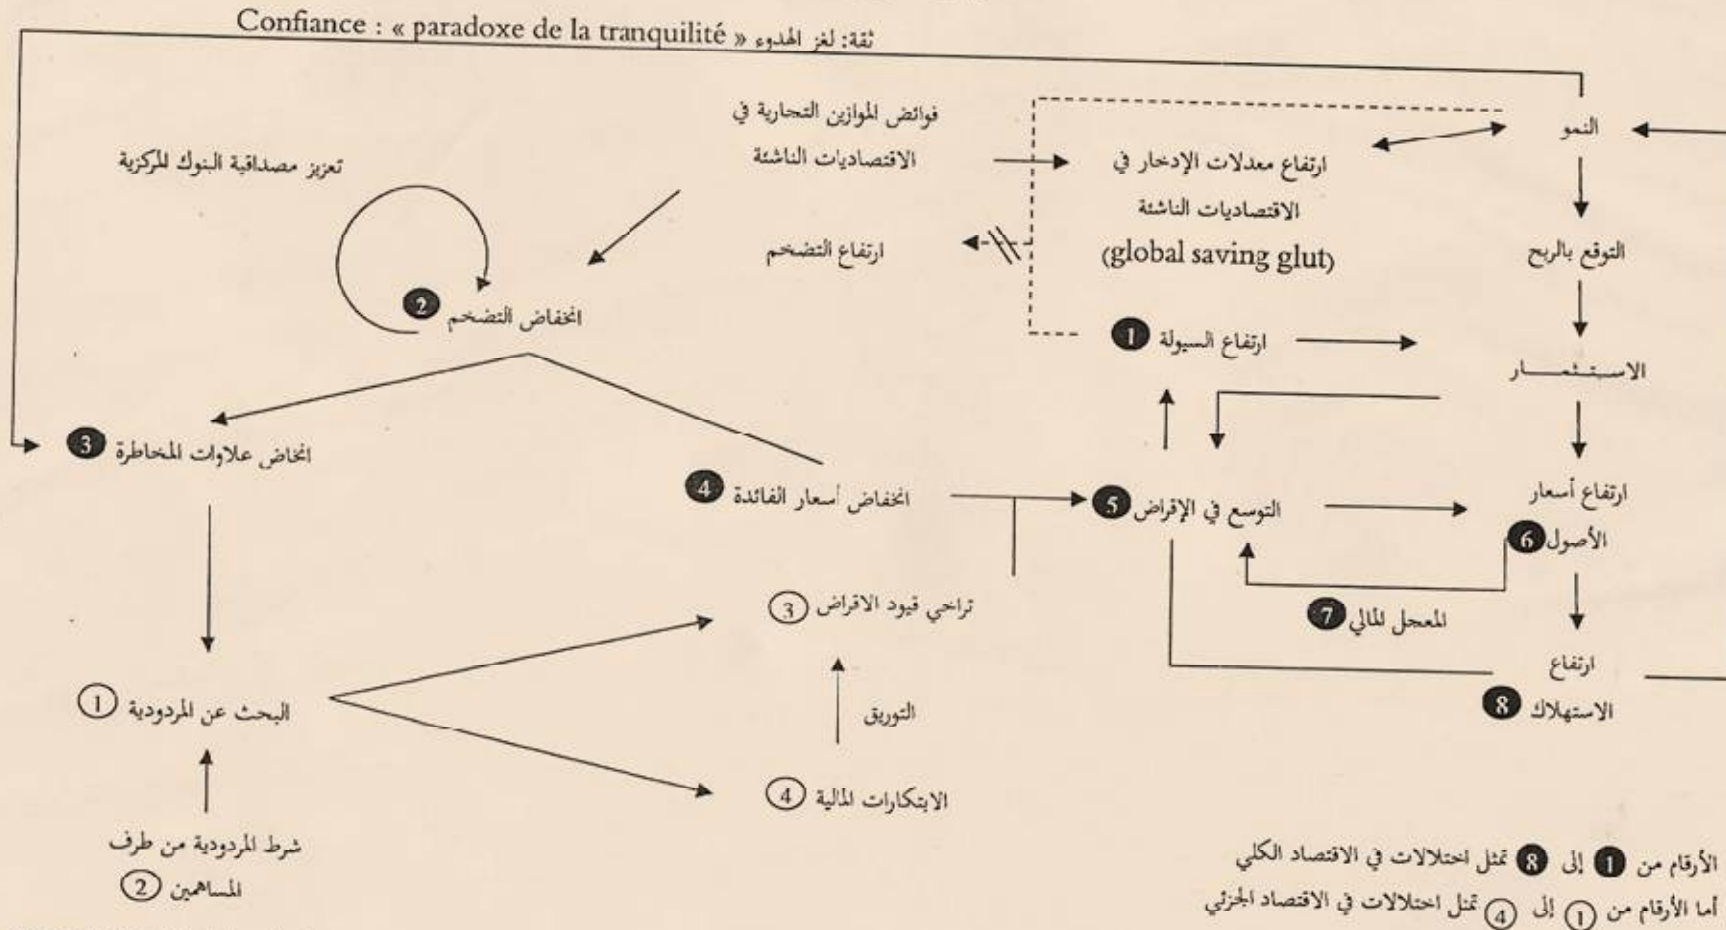 Confiance : « paradoxe de la tranquilité » ثقة: لغز الهدوء
النمو
فوائض الموازين التجارية في
الاقتصاديات الناشئة
ارتفاع معدلات الإدخار في
الاقتصاديات الناشئة
(global saving glut)
تعزيز مصداقية البنوك المركزية
التوقع بالربح
ارتفاع التضخم
انخفاض التضخم 2
ارتفاع السيولة 1
الاستثمار
انخاض علاوات المخاطرة 3
انخفاض أسعار الفائدة 4
التوسع في الإقراض 5
ارتفاع أسعار
الأصول 6
المعجل المالي 7
تراخي قيود الاقراض 3
ارتفاع
الاستهلاك 8
البحث عن المردودية 1
التوريق
الابتكارات المالية 4
شرط المردودية من طرف
المساهمين 2
الأرقام من 1 إلى 8 تمثل اختلالات في الاقتصاد الكلي
أما الأرقام من 1 إلى 4 تمثل اختلالات في الاقتصاد الجزئي